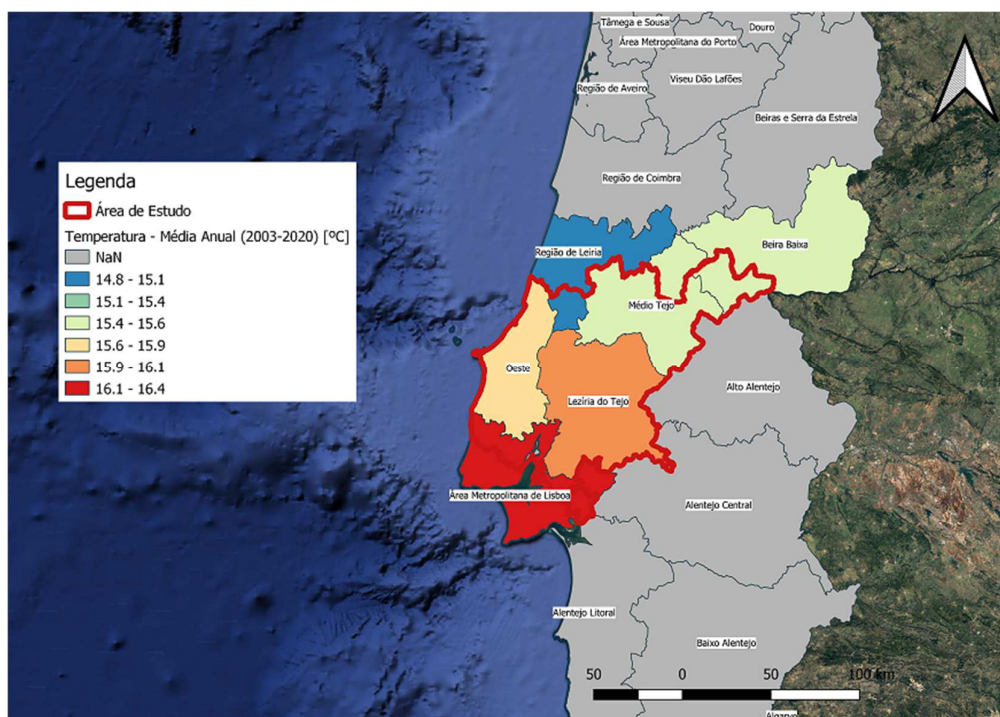 Tâmega e Sousa
Douro
Área Metropolitana do Porto
Viseu Dão Lafões
Região de Aveiro
Beiras e Serra da Estrela
Região de Coimbra
Legenda
Área de Estudo
Temperatura - Média Anual (2003-2020) [ºC]
NaN
14.8 - 15.1
15.1 - 15.4
15.4 - 15.6
15.6 - 15.9
15.9 - 16.1
16.1 - 16.4
Região de Leiria
Beira Baixa
Médio Tejo
Oeste
Alto Alentejo
Lezíria do Tejo
Área Metropolitana de Lisboa
Alentejo Central
Alentejo Litoral
Baixo Alentejo
50 0 50 100 km
Algarve